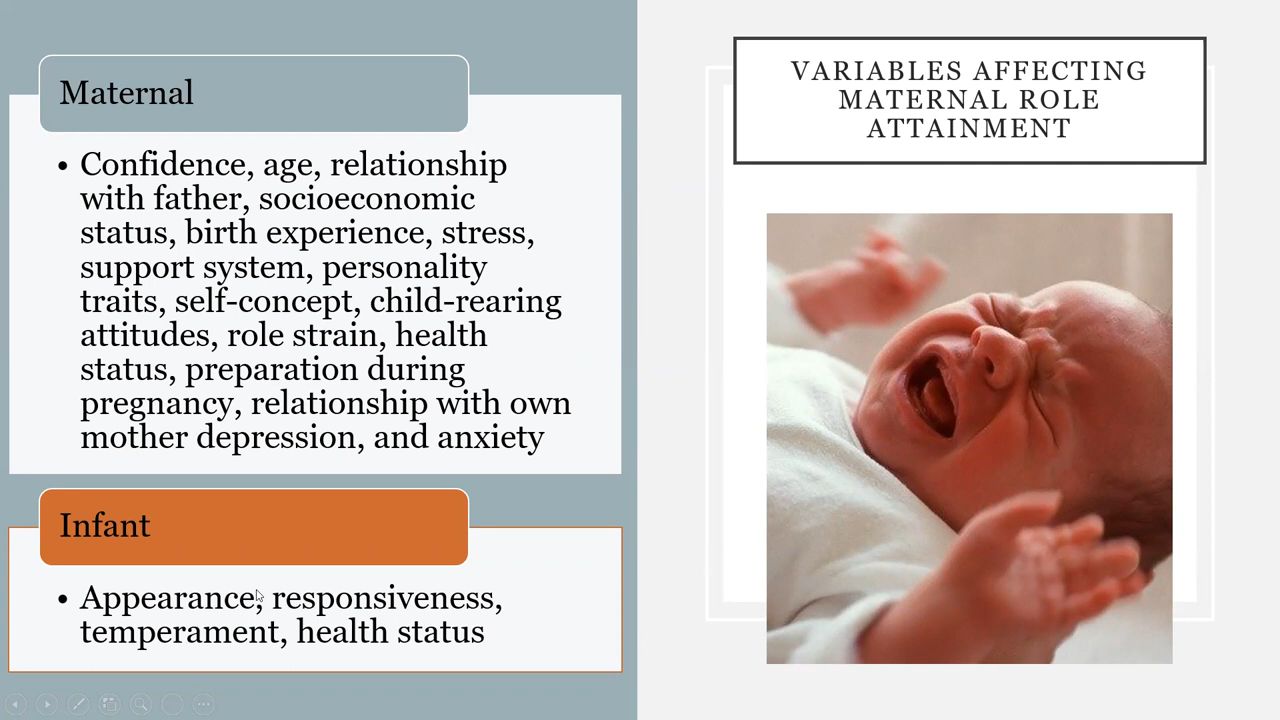 Maternal
• Confidence, age, relationship
with father, socioeconomic
status, birth experience, stress,
support system, personality
traits, self-concept, child-rearing
attitudes, role strain, health
status, preparation during
pregnancy, relationship with own
mother depression, and anxiety
Infant
• Appearance, responsiveness,
temperament, health status
VARIABLES AFFECTING
MATERNAL ROLE
ATTAINMENT